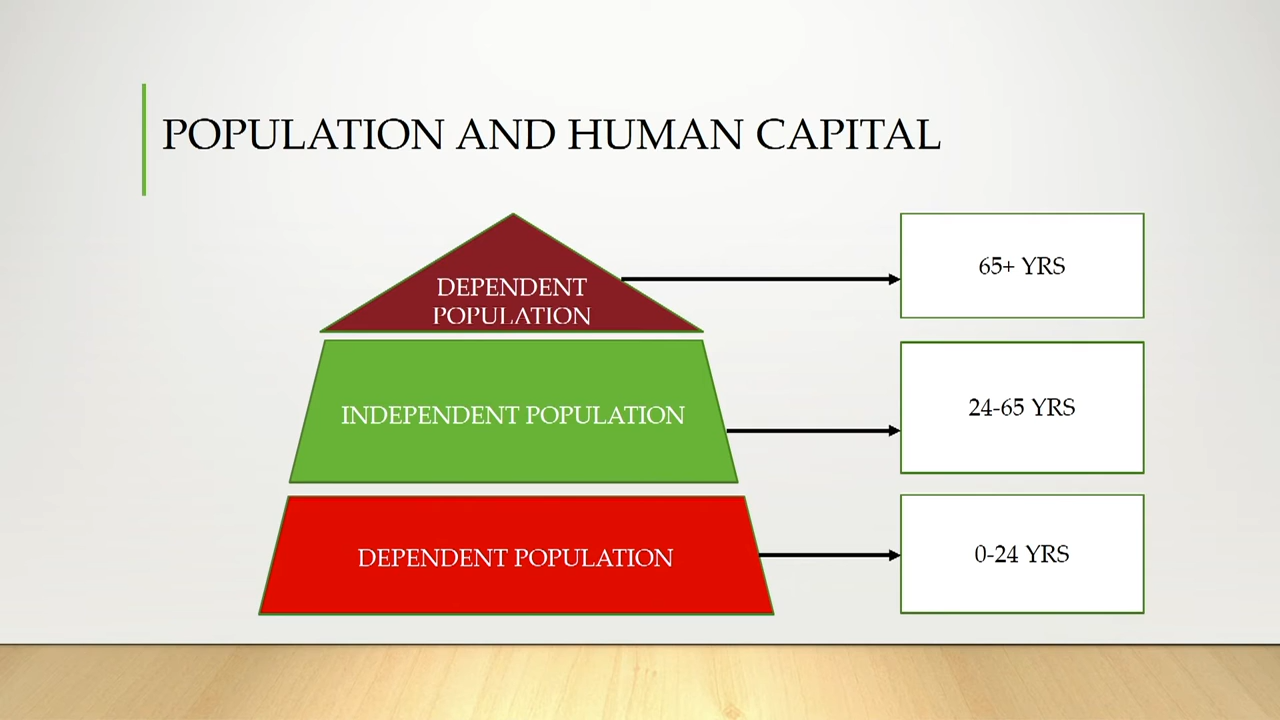 POPULATION AND HUMAN CAPITAL
DEPENDENT
POPULATION
65+ YRS
INDEPENDENT POPULATION
24-65 YRS
DEPENDENT POPULATION
0-24 YRS